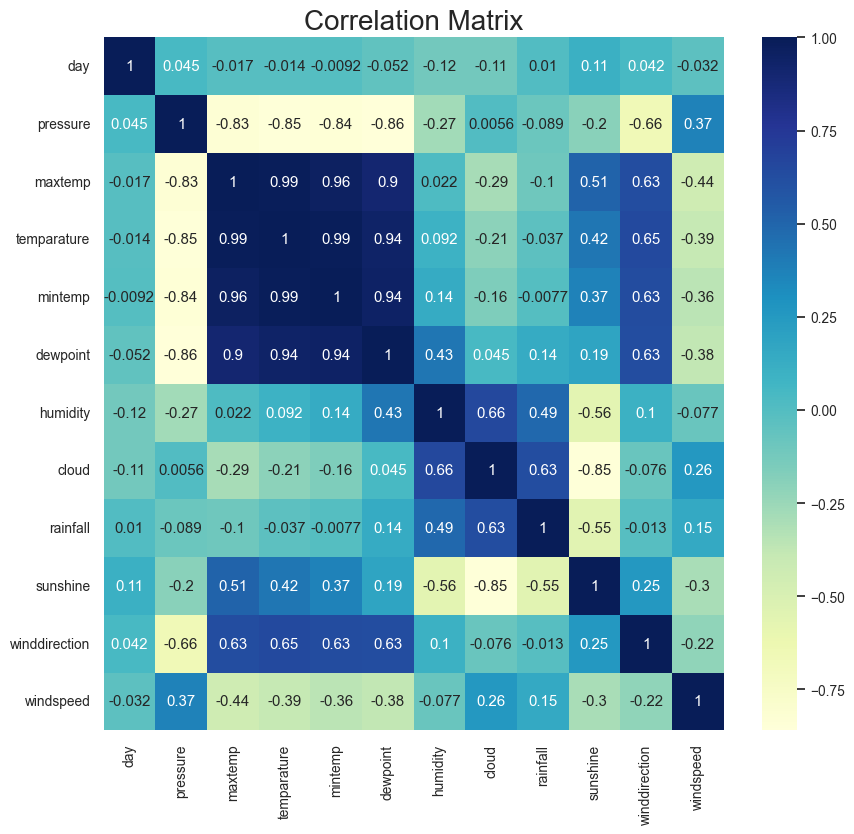 Correlation Matrix
day 1 0.045 -0.017 -0.014 -0.0092 -0.052 -0.12 -0.11 0.01 0.11 0.042 -0.032
pressure 0.045 1 -0.83 -0.85 -0.84 -0.86 -0.27 0.0056 -0.089 -0.2 -0.66 0.37
maxtemp -0.017 -0.83 1 0.99 0.96 0.9 0.022 -0.29 -0.1 0.51 0.63 -0.44
temparature -0.014 -0.85 0.99 1 0.99 0.94 0.092 -0.21 -0.037 0.42 0.65 -0.39
mintemp -0.0092 -0.84 0.96 0.99 1 0.94 0.14 -0.16 -0.0077 0.37 0.63 -0.36
dewpoint -0.052 -0.86 0.9 0.94 0.94 1 0.43 0.045 0.14 0.19 0.63 -0.38
humidity -0.12 -0.27 0.022 0.092 0.14 0.43 1 0.66 0.49 -0.56 0.1 -0.077
cloud -0.11 0.0056 -0.29 -0.21 -0.16 0.045 0.66 1 0.63 -0.85 -0.076 0.26
rainfall 0.01 -0.089 -0.1 -0.037 -0.0077 0.14 0.49 0.63 1 -0.55 -0.013 0.15
sunshine 0.11 -0.2 0.51 0.42 0.37 0.19 -0.56 -0.85 -0.55 1 0.25 -0.3
winddirection 0.042 -0.66 0.63 0.65 0.63 0.63 0.1 -0.076 -0.013 0.25 1 -0.22
windspeed -0.032 0.37 -0.44 -0.39 -0.36 -0.38 -0.077 0.26 0.15 -0.3 -0.22 1
day pressure maxtemp temparature mintemp dewpoint humidity cloud rainfall sunshine winddirection windspeed
1.00
0.75
0.50
0.25
0.00
−0.25
−0.50
−0.75